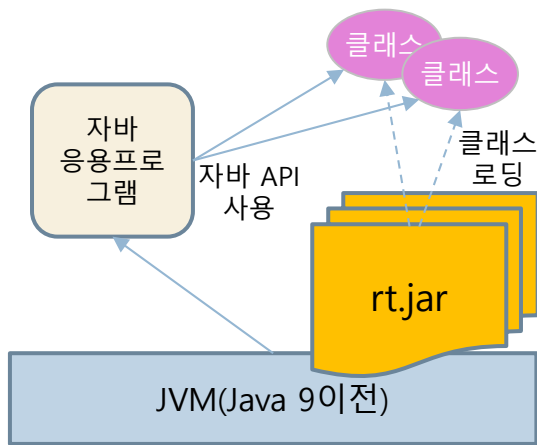 클래스
클래스
자바
응용프로
그램
자바 API
사용
클래스
로딩
rt.jar
JVM(Java 9이전)